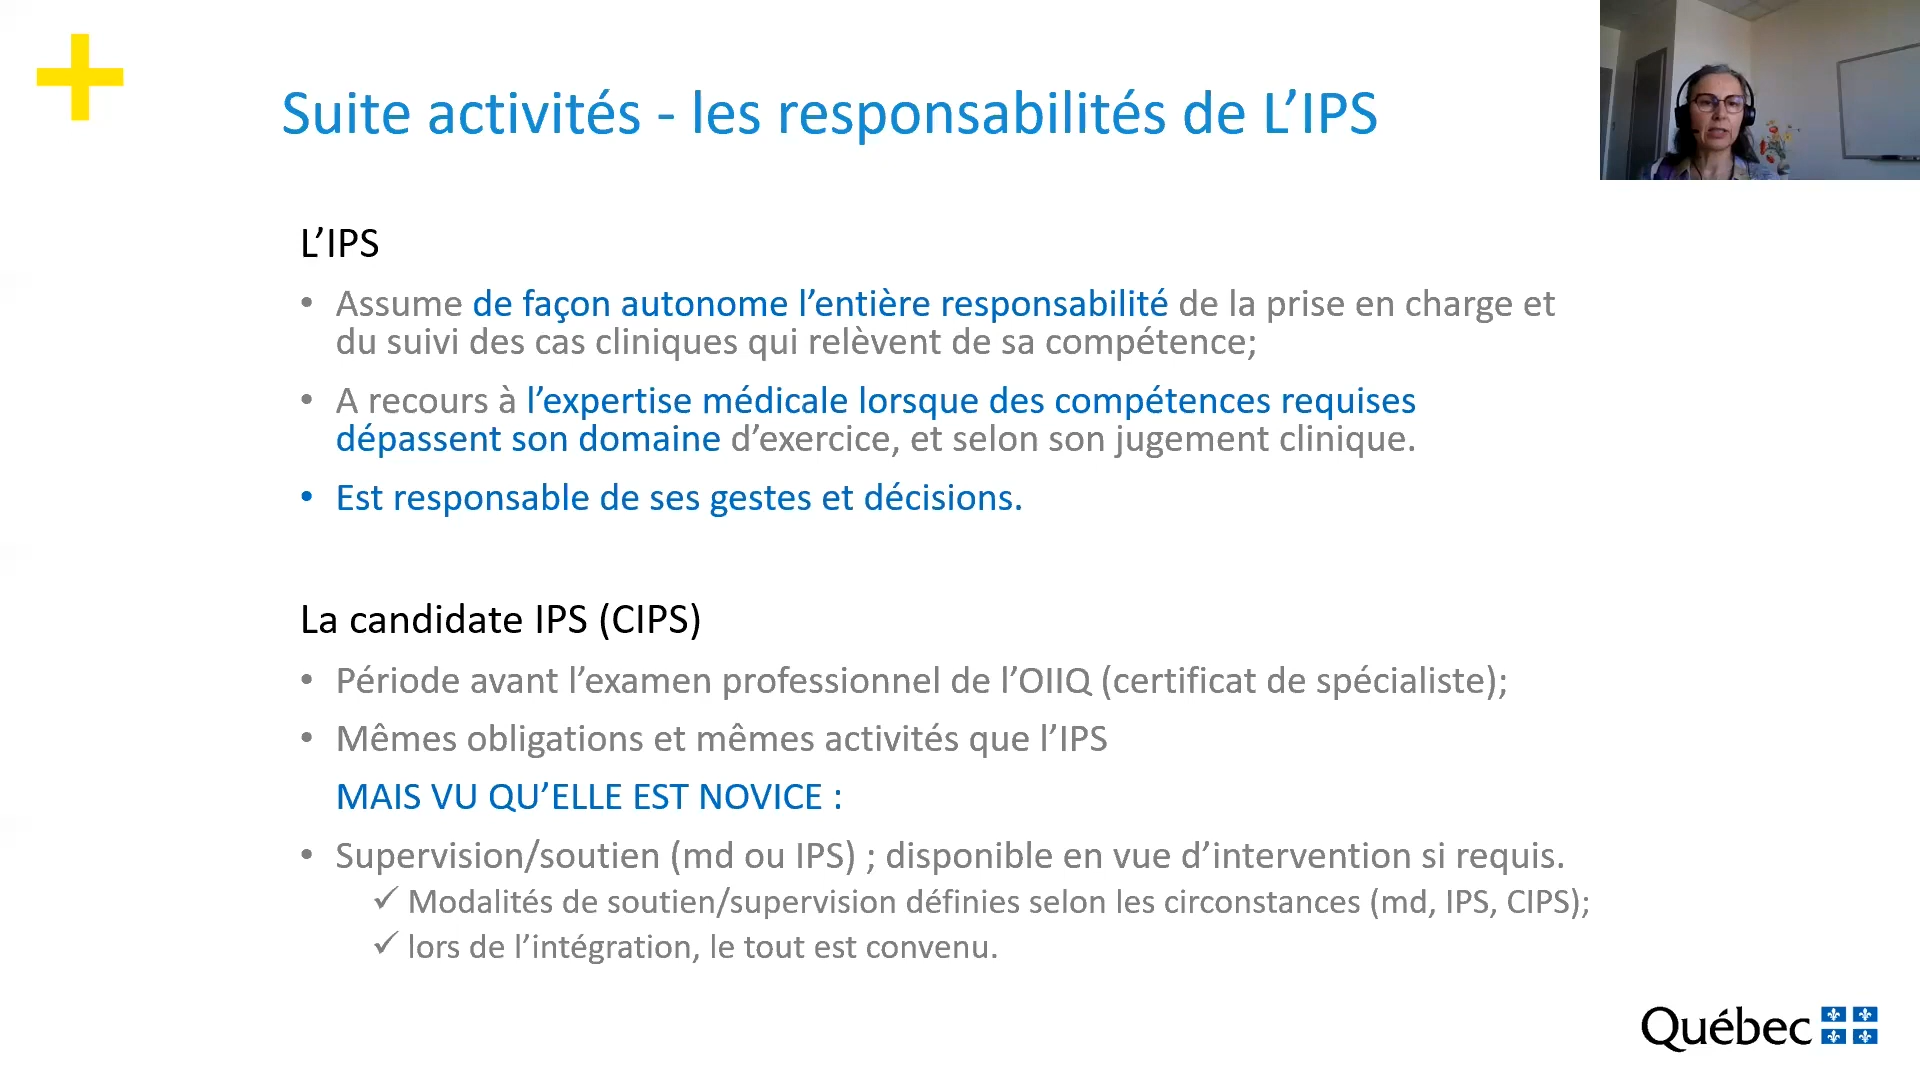 Suite activités - les responsabilités de L’IPS
L’IPS
• Assume de façon autonome l’entière responsabilité de la prise en charge et
du suivi des cas cliniques qui relèvent de sa compétence;
• A recours à l’expertise médicale lorsque des compétences requises
dépassent son domaine d’exercice, et selon son jugement clinique.
• Est responsable de ses gestes et décisions.
La candidate IPS (CIPS)
• Période avant l’examen professionnel de l’OIIQ (certificat de spécialiste);
• Mêmes obligations et mêmes activités que l’IPS
MAIS VU QU’ELLE EST NOVICE :
• Supervision/soutien (md ou IPS) ; disponible en vue d’intervention si requis.
✓ Modalités de soutien/supervision définies selon les circonstances (md, IPS, CIPS);
✓ lors de l’intégration, le tout est convenu.
Québec